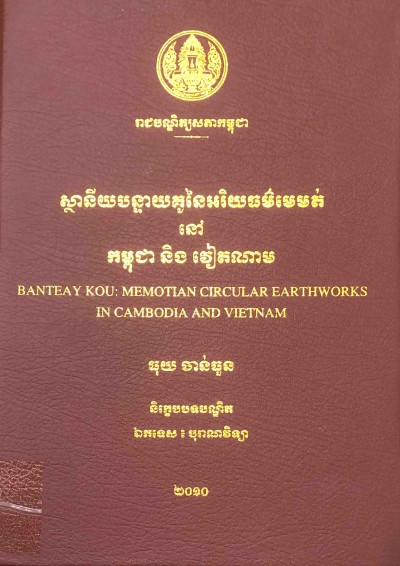 រាជបណ្ឌិត្យសភាកម្ពុជា
ស្ថានីយបន្ទាយគូនៃអរិយធម៌មេមត់
នៅ
កម្ពុជា និង វៀតណាម
BANTEAY KOU: MEMOTIAN CIRCULAR EARTHWORKS
IN CAMBODIA AND VIETNAM
ធុយ ចាន់ធួន
និក្ខេបបទបណ្ឌិត
ឯកទេស ៖ បុរាណវិទ្យា
២០១០